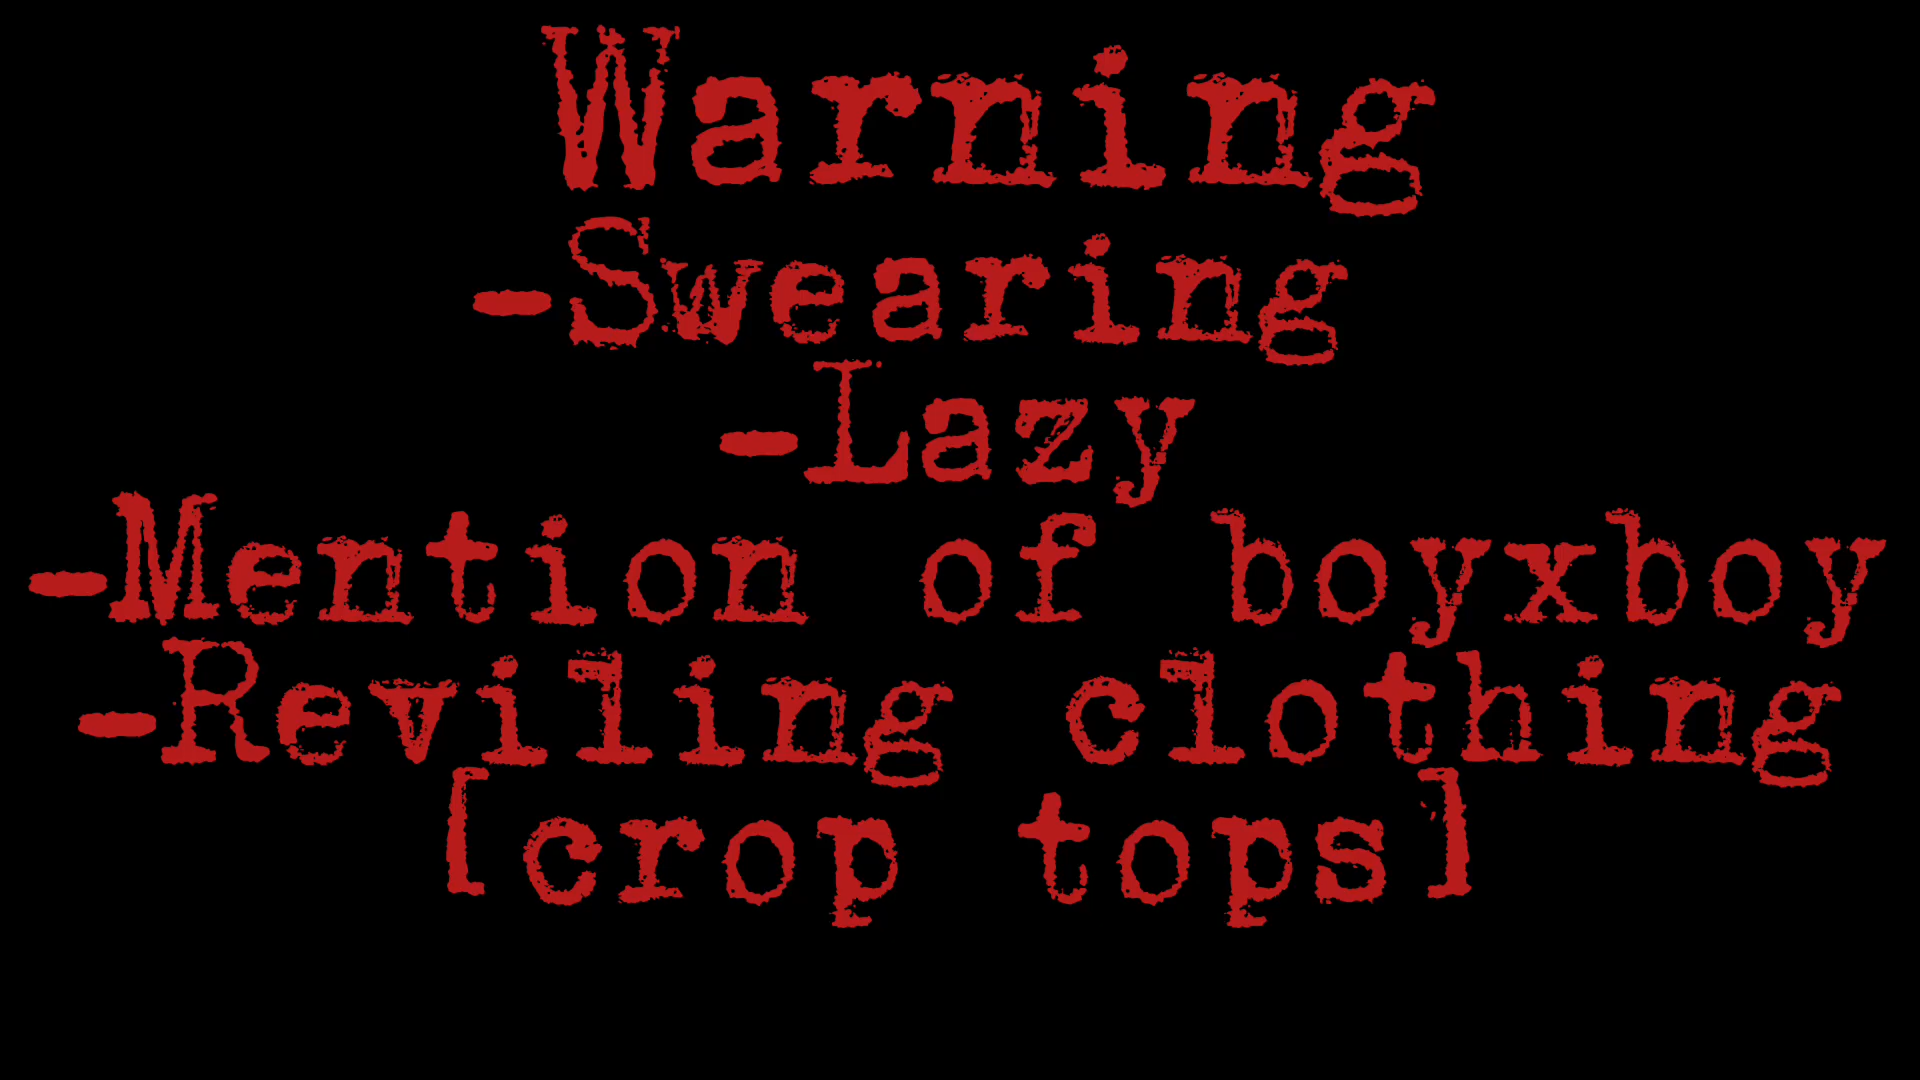 Warning
-Swearing
-Lazy
-Mention of boyxboy
-Reviling clothing
[crop tops]